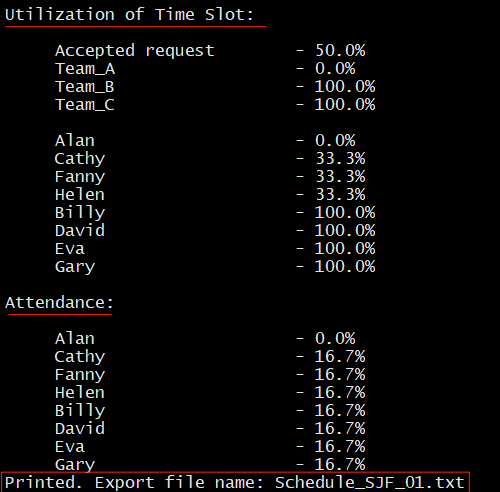 Utilization of Time Slot:
Accepted request - 50.0%
Team_A - 0.0%
Team_B - 100.0%
Team_C - 100.0%
Alan - 0.0%
Cathy - 33.3%
Fanny - 33.3%
Helen - 33.3%
Billy - 100.0%
David - 100.0%
Eva - 100.0%
Gary - 100.0%
Attendance:
Alan - 0.0%
Cathy - 16.7%
Fanny - 16.7%
Helen - 16.7%
Billy - 16.7%
David - 16.7%
Eva - 16.7%
Gary - 16.7%
Printed. Export file name: Schedule_SJF_01.txt